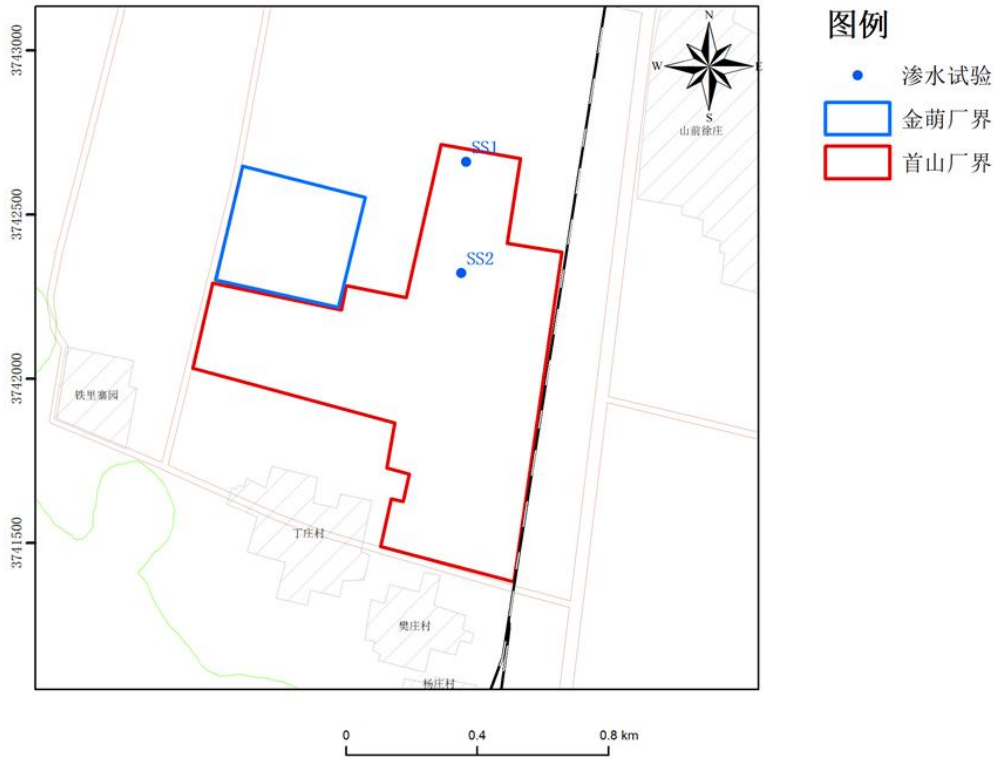 图例
渗水试验
金萌厂界
首山厂界
N
W
E
S
山前徐庄
SS1
SS2
铁里寨园
丁庄村
樊庄村
杨庄村
3743000
3742500
3742000
3741500
0
0.4
0.8 km